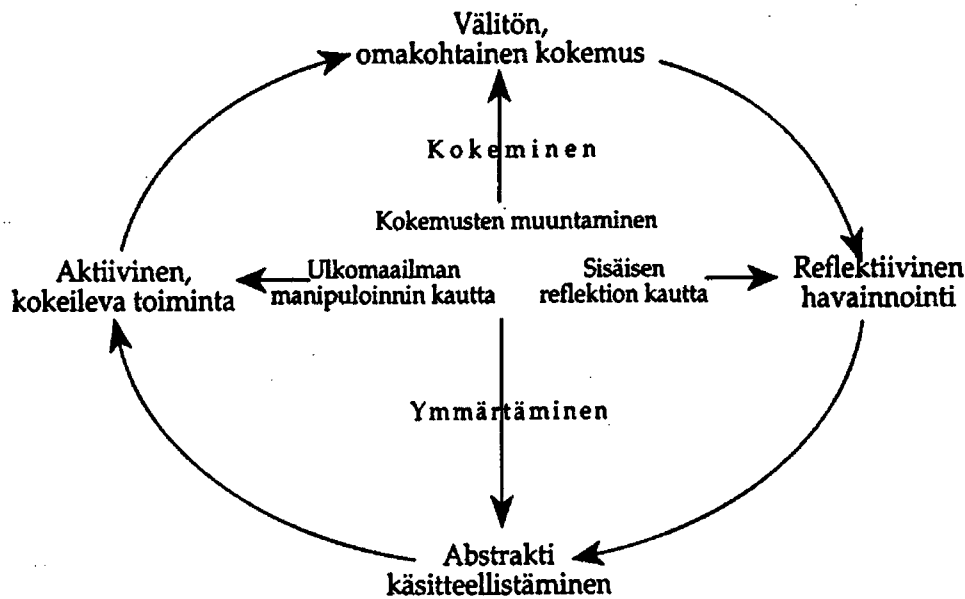 Välitön,
omakohtainen kokemus
Kokeminen
Kokemusten muuntaminen
Aktiivinen,
kokeileva toiminta
Ulkomaailman
manipuloinnin kautta
Sisäisen
reflektion kautta
Reflektiivinen
havainnointi
Ymmärtäminen
Abstrakti
käsitteellistäminen